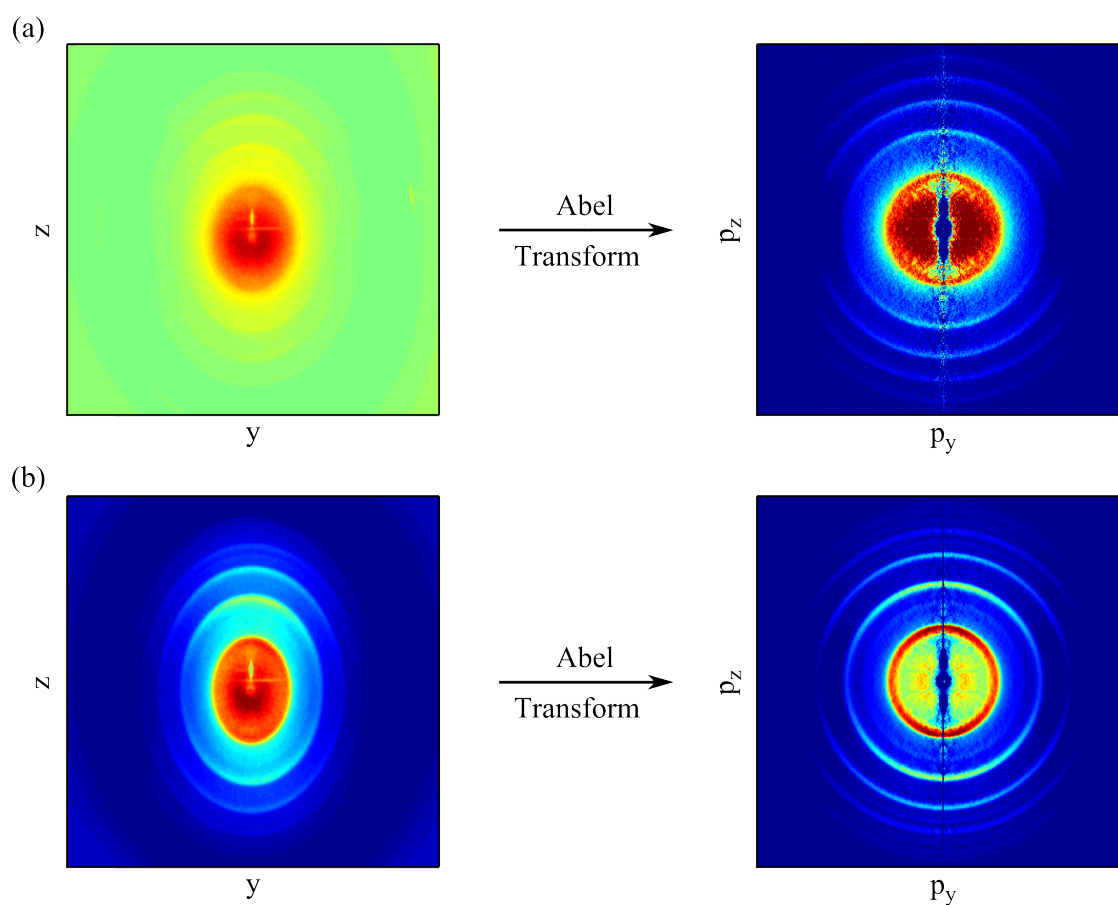 (a)
z
y
Abel
Transform
p_z
p_y
(b)
z
y
Abel
Transform
p_z
p_y